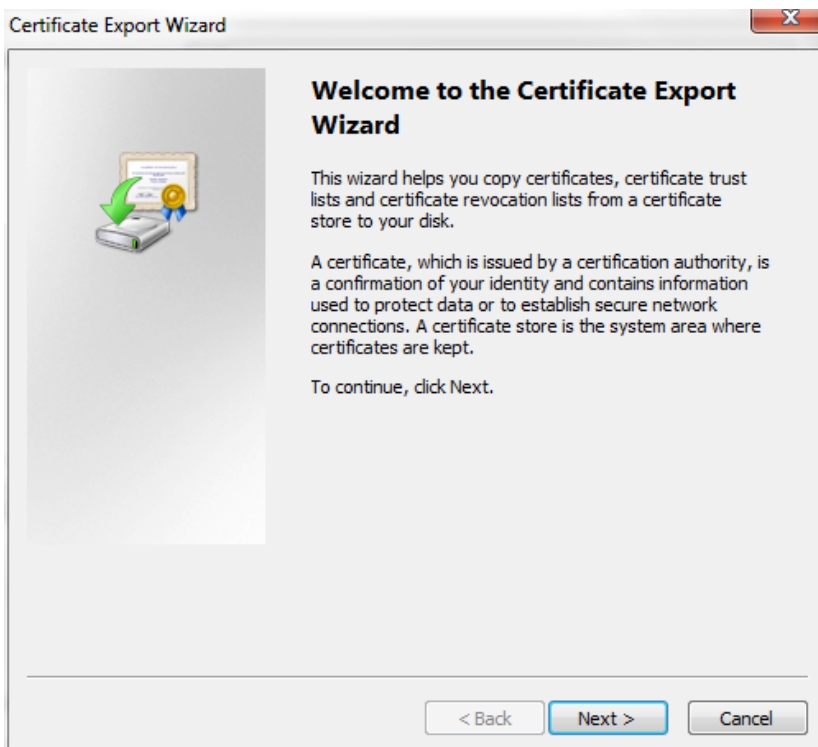 Certificate Export Wizard
Welcome to the Certificate Export
Wizard
This wizard helps you copy certificates, certificate trust
lists and certificate revocation lists from a certificate
store to your disk.
A certificate, which is issued by a certification authority, is
a confirmation of your identity and contains information
used to protect data or to establish secure network
connections. A certificate store is the system area where
certificates are kept.
To continue, click Next.
< Back
Next >
Cancel